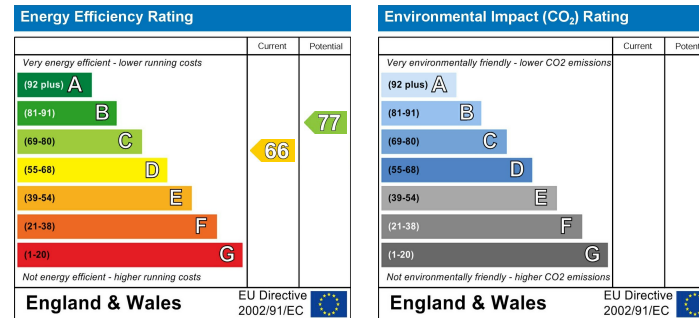 Energy Efficiency Rating
Current Potential
Very energy efficient - lower running costs
(92 plus) A
(81-91) B
(69-80) C
(55-68) D
(39-54) E
(21-38) F
(1-20) G
66
77
Not energy efficient - higher running costs
England & Wales
EU Directive
2002/91/EC
Environmental Impact (CO₂) Rating
Current Potent
Very environmentally friendly - lower CO2 emissions
(92 plus) A
(81-91) B
(69-80) C
(55-68) D
(39-54) E
(21-38) F
(1-20) G
Not environmentally friendly - higher CO2 emissions
England & Wales
EU Directive
2002/91/EC